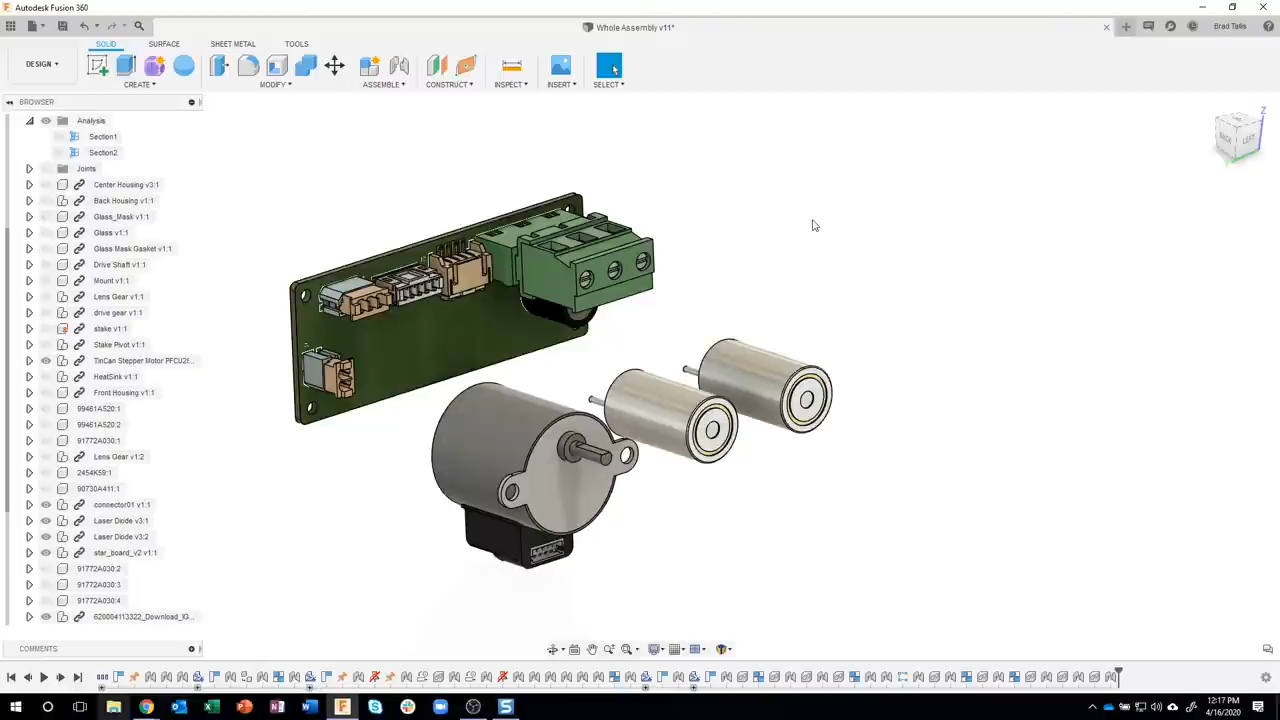 Autodesk Fusion 360
Whole Assembly v11*
Brad Tallis
SOLID
SURFACE
SHEET METAL
TOOLS
DESIGN
CREATE
MODIFY
ASSEMBLE
CONSTRUCT
INSPECT
INSERT
SELECT
BROWSER
Analysis
Section1
Section2
Joints
Center Housing v3:1
Back Housing v1:1
Glass_Mask v1:1
Glass v1:1
Glass Mask Gasket v1:1
Drive Shaft v1:1
Mount v1:1
Lens Gear v1:1
drive gear v1:1
stake v1:1
Stake Pivot v1:1
TinCan Stepper Motor PFCU25...
HeatSink v1:1
Front Housing v1:1
99461A520:1
99461A520:2
91772A030:1
Lens Gear v1:2
2454K59:1
90730A411:1
connector01 v1:1
Laser Diode v3:1
Laser Diode v3:2
star_board_v2 v1:1
91772A030:2
91772A030:3
91772A030:4
620004113322_Download_IG...
BACK
LEFT
Z
COMMENTS
12:17 PM
4/16/2020